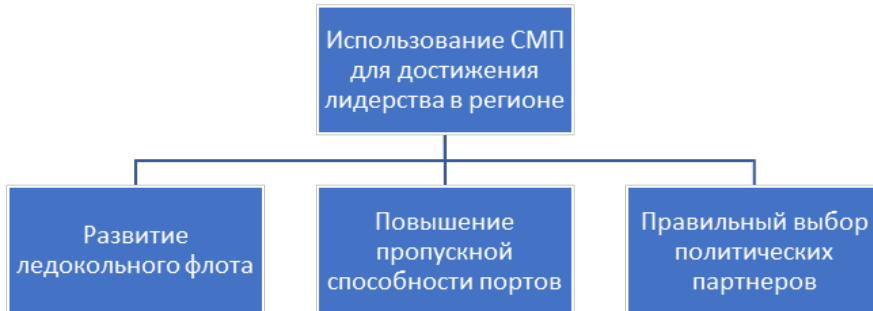 Использование СМП
для достижения
лидерства в регионе
Развитие
ледокольного флота
Повышение
пропускной
способности портов
Правильный выбор
политических
партнеров